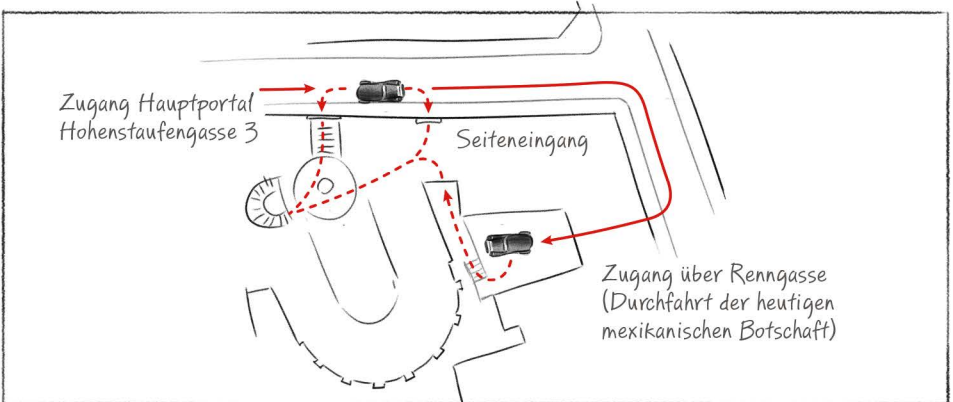 Zugang Hauptportal
Hohenstaufengasse 3
Seiteneingang
Zugang über Renngasse
(Durchfahrt der heutigen
mexikanischen Botschaft)